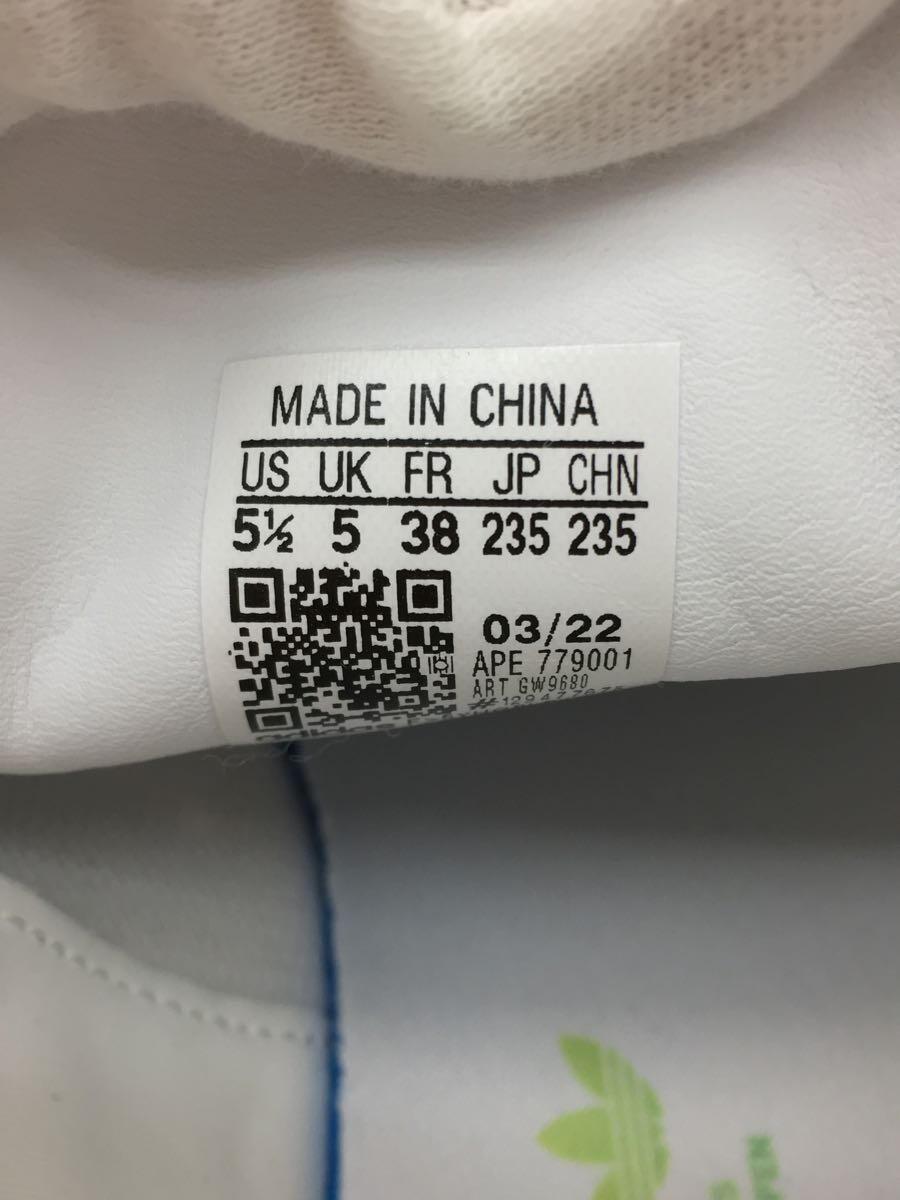 MADE IN CHINA
US UK FR JP CHN
5½ 5 38 235 235
03/22
APE 779001
ART GW9680